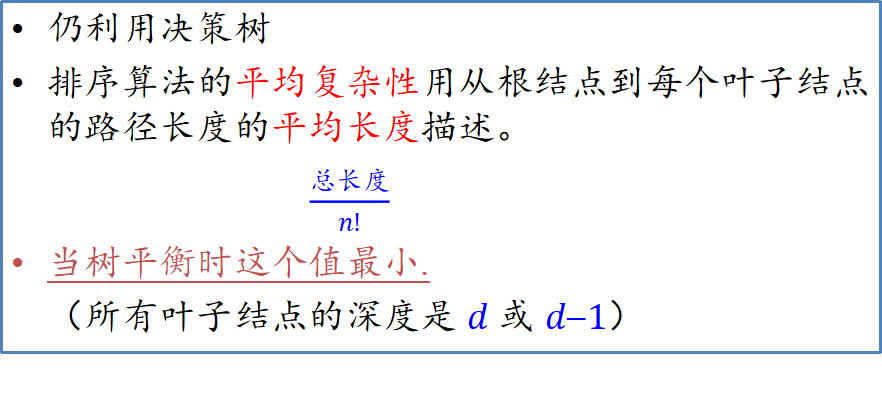 • 仍利用决策树
• 排序算法的平均复杂性用从根结点到每个叶子结点
的路径长度的平均长度描述。
总长度
n!
• 当树平衡时这个值最小.
（所有叶子结点的深度是 d 或 d–1）